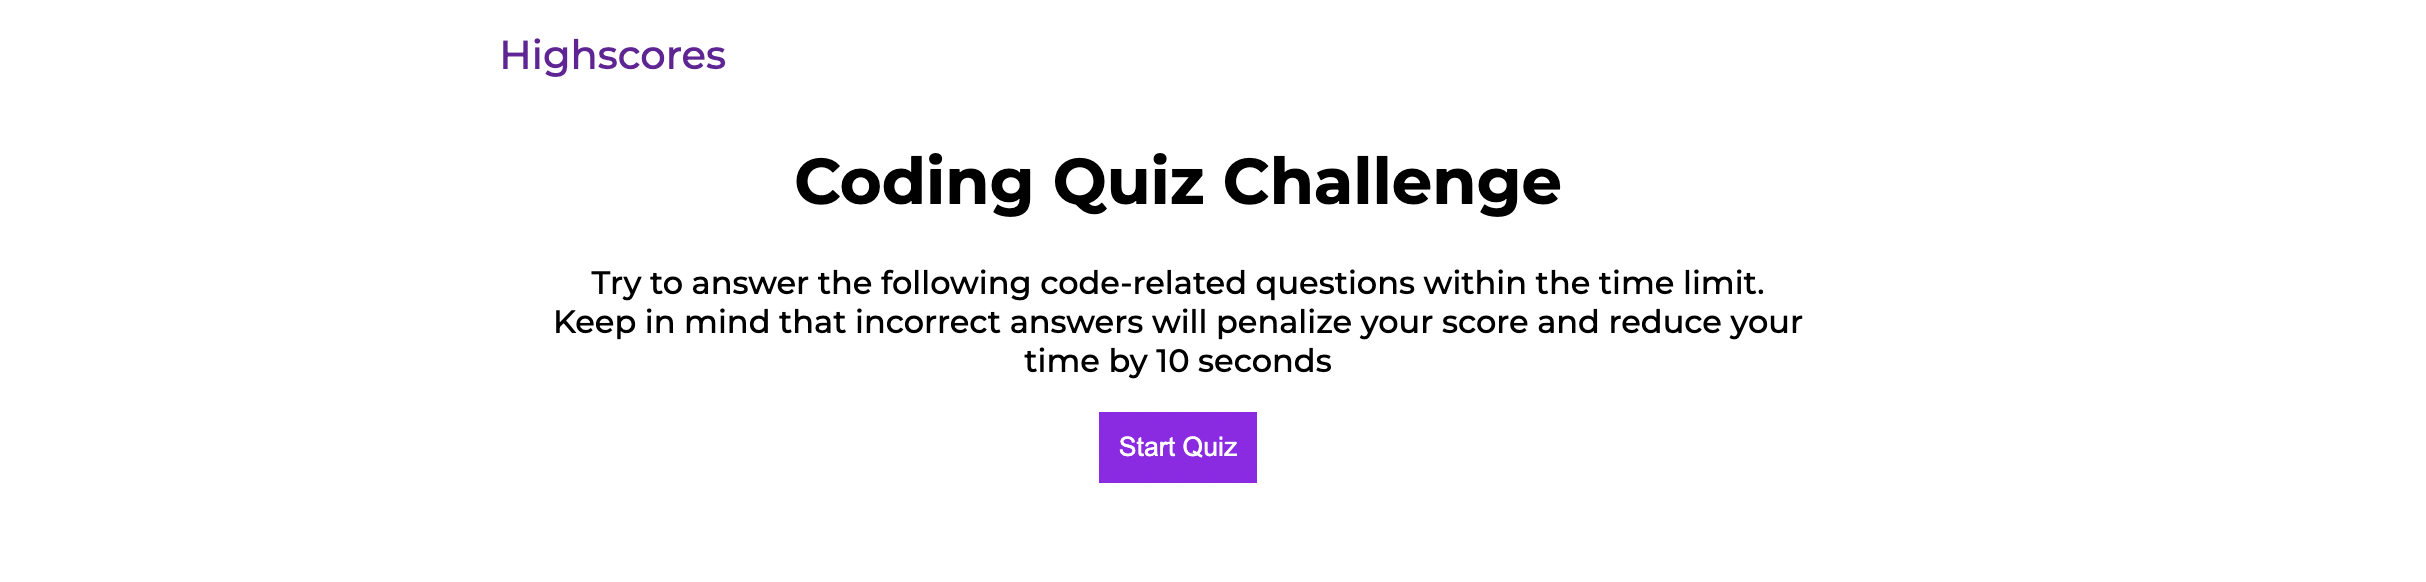 Highscores
Coding Quiz Challenge
Try to answer the following code-related questions within the time limit.
Keep in mind that incorrect answers will penalize your score and reduce your
time by 10 seconds
Start Quiz